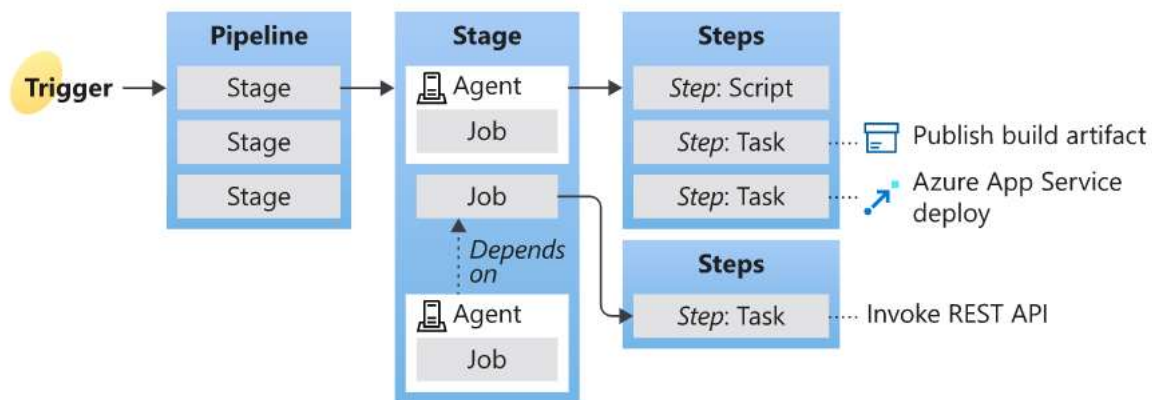 Trigger
Pipeline
Stage
Stage
Stage
Stage
Agent
Job
Job
Depends
on
Agent
Job
Steps
Step: Script
Step: Task
Publish build artifact
Step: Task
Azure App Service
deploy
Steps
Step: Task
Invoke REST API